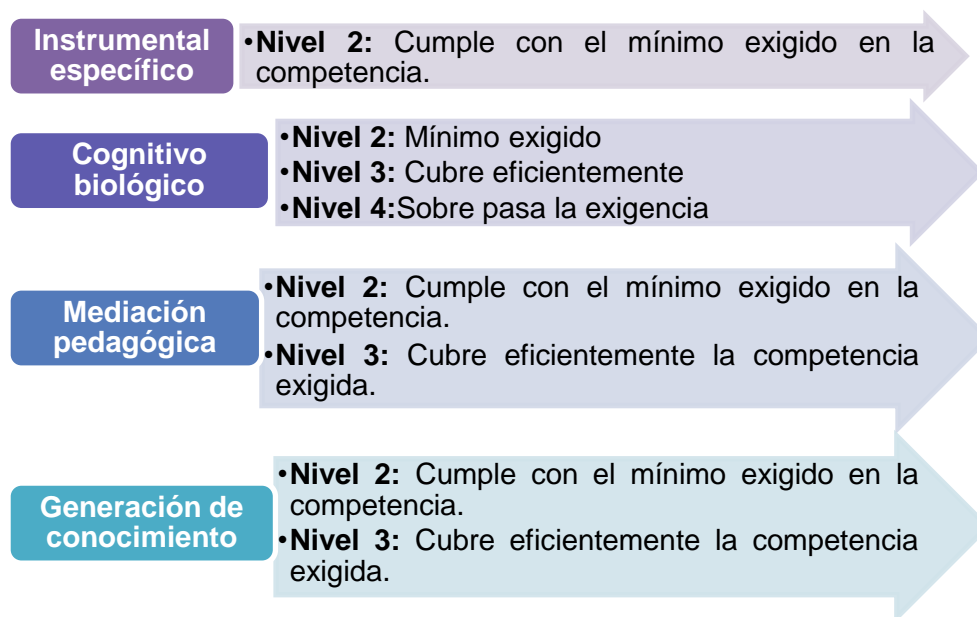 Instrumental
específico
•Nivel 2: Cumple con el mínimo exigido en la
competencia.
Cognitivo
biológico
•Nivel 2: Mínimo exigido
•Nivel 3: Cubre eficientemente
•Nivel 4:Sobre pasa la exigencia
Mediación
pedagógica
•Nivel 2: Cumple con el mínimo exigido en la
competencia.
•Nivel 3: Cubre eficientemente la competencia
exigida.
Generación de
conocimiento
•Nivel 2: Cumple con el mínimo exigido en la
competencia.
•Nivel 3: Cubre eficientemente la competencia
exigida.